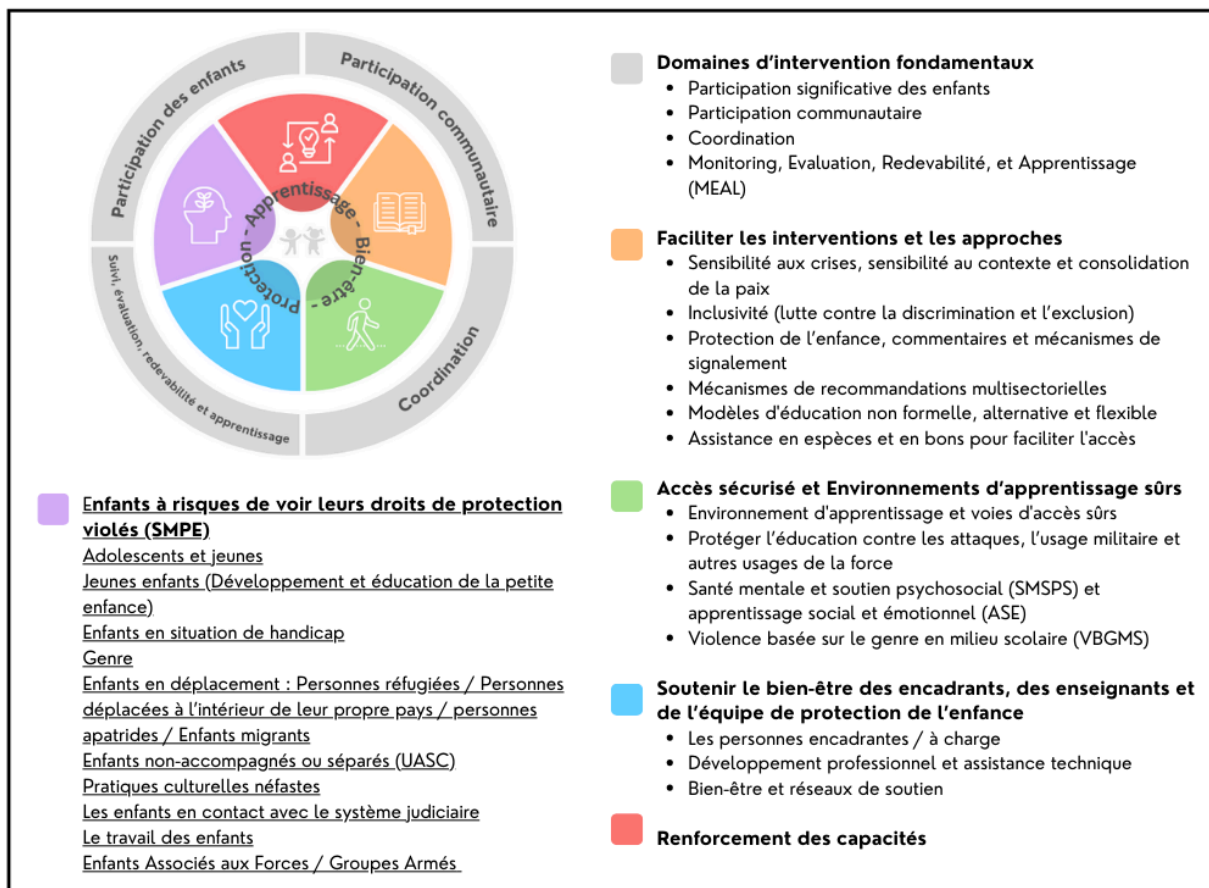 Participation des enfants
Participation communautaire
Suivi, évaluation, redevabilité et apprentissage
Coordination
Apprentissage - Bien-être - Protection -
Enfants à risques de voir leurs droits de protection
violés (SMPE)
Adolescents et jeunes
Jeunes enfants (Développement et éducation de la petite
enfance)
Enfants en situation de handicap
Genre
Enfants en déplacement : Personnes réfugiées / Personnes
déplacées à l'intérieur de leur propre pays / personnes
apatrides / Enfants migrants
Enfants non-accompagnés ou séparés (UASC)
Pratiques culturelles néfastes
Les enfants en contact avec le système judiciaire
Le travail des enfants
Enfants Associés aux Forces / Groupes Armés
Domaines d'intervention fondamentaux
• Participation significative des enfants
• Participation communautaire
• Coordination
• Monitoring, Evaluation, Redevabilité, et Apprentissage
(MEAL)
Faciliter les interventions et les approches
• Sensibilité aux crises, sensibilité au contexte et consolidation
de la paix
• Inclusivité (lutte contre la discrimination et l'exclusion)
• Protection de l'enfance, commentaires et mécanismes de
signalement
• Mécanismes de recommandations multisectorielles
• Modèles d'éducation non formelle, alternative et flexible
• Assistance en espèces et en bons pour faciliter l'accès
Accès sécurisé et Environnements d'apprentissage sûrs
• Environnement d'apprentissage et voies d'accès sûrs
• Protéger l'éducation contre les attaques, l'usage militaire et
autres usages de la force
• Santé mentale et soutien psychosocial (SMSPS) et
apprentissage social et émotionnel (ASE)
• Violence basée sur le genre en milieu scolaire (VBGMS)
Soutenir le bien-être des encadrants, des enseignants et
de l'équipe de protection de l'enfance
• Les personnes encadrantes / à charge
• Développement professionnel et assistance technique
• Bien-être et réseaux de soutien
Renforcement des capacités